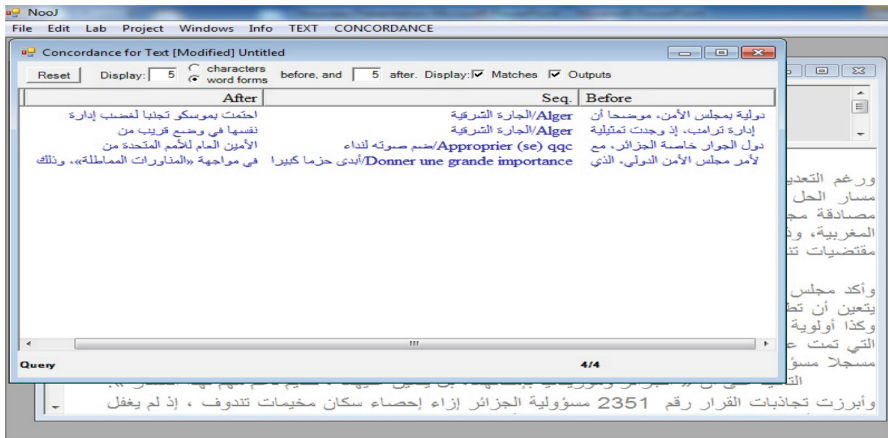 NooJ
File Edit Lab Project Windows Info TEXT CONCORDANCE
Concordance for Text [Modified] Untitled
Reset Display: 5 characters word forms before, and 5 after. Display: Matches Outputs
After Seq. Before
دولية بمجلس الأمن، موضحا أن Alger/الجارة الشرقية احتمت بموسكو تجنبا لغضب إدارة
إدارة ترامب، إذ وجدت تمثيلية Alger/الجارة الشرقية نفسها في وضع قريب من
دول الجوار خاصة الجزائر، مع Approprier (se) qqc/ضم صوته لنداء الأمين العام للأمم المتحدة من
لأمر مجلس الأمن الدولي، الذي Donner une grande importance/أبدى حزما كبيرا في مواجهة «المناورات المماطلة»، وذلك
Query 4/4
ورغم
مسار الحل
مصادقة
المغربية،
مقتضيات
وأكد مجلس
يتعين أن
وكذا أولوية
التي تمت
مسجلا
وأبرزت تجاذبات القرار رقم 2351 مسؤولية الجزائر إزاء إحصاء سكان مخيمات تندوف ، إذ لم يغفل